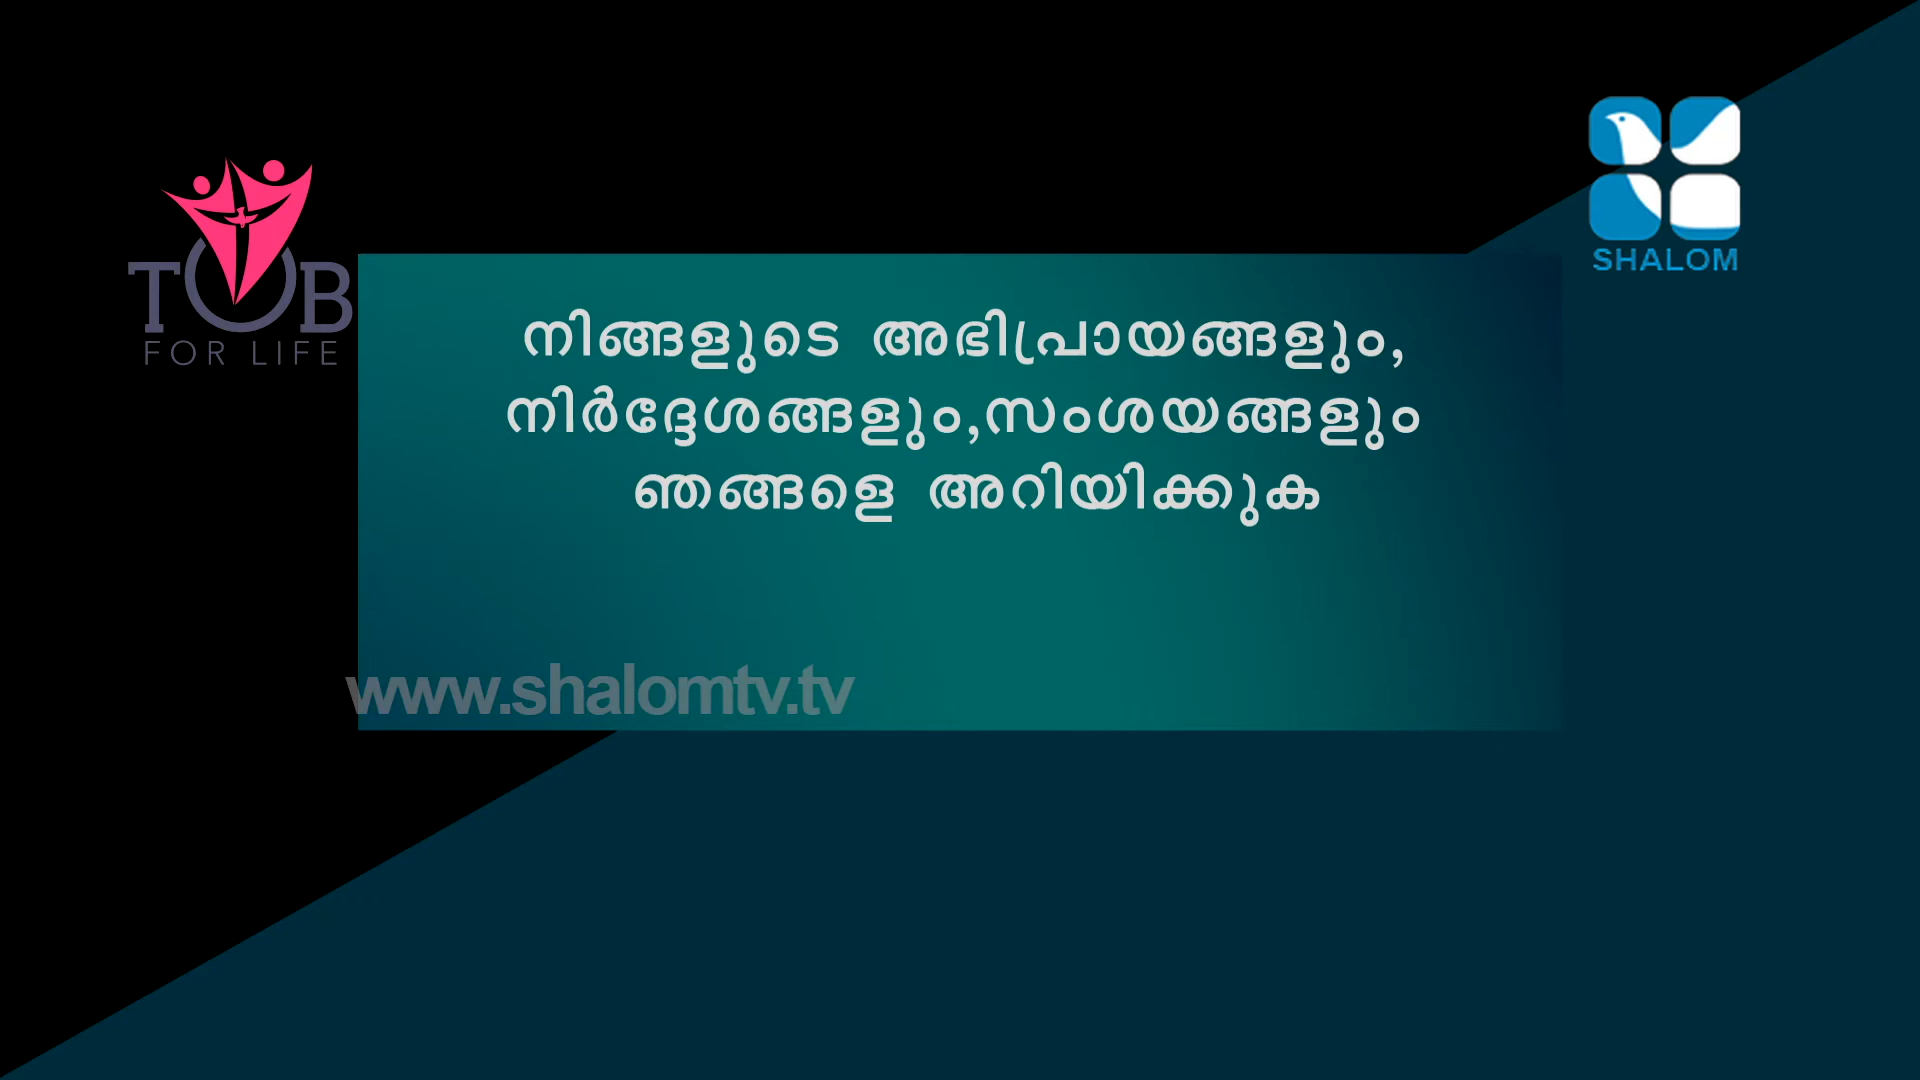 TOB
FOR LIFE
SHALOM
നിങ്ങളുടെ അഭിപ്രായങ്ങളും,
നിർദ്ദേശങ്ങളും,സംശയങ്ങളും
ഞങ്ങളെ അറിയിക്കുക
www.shalomtv.tv